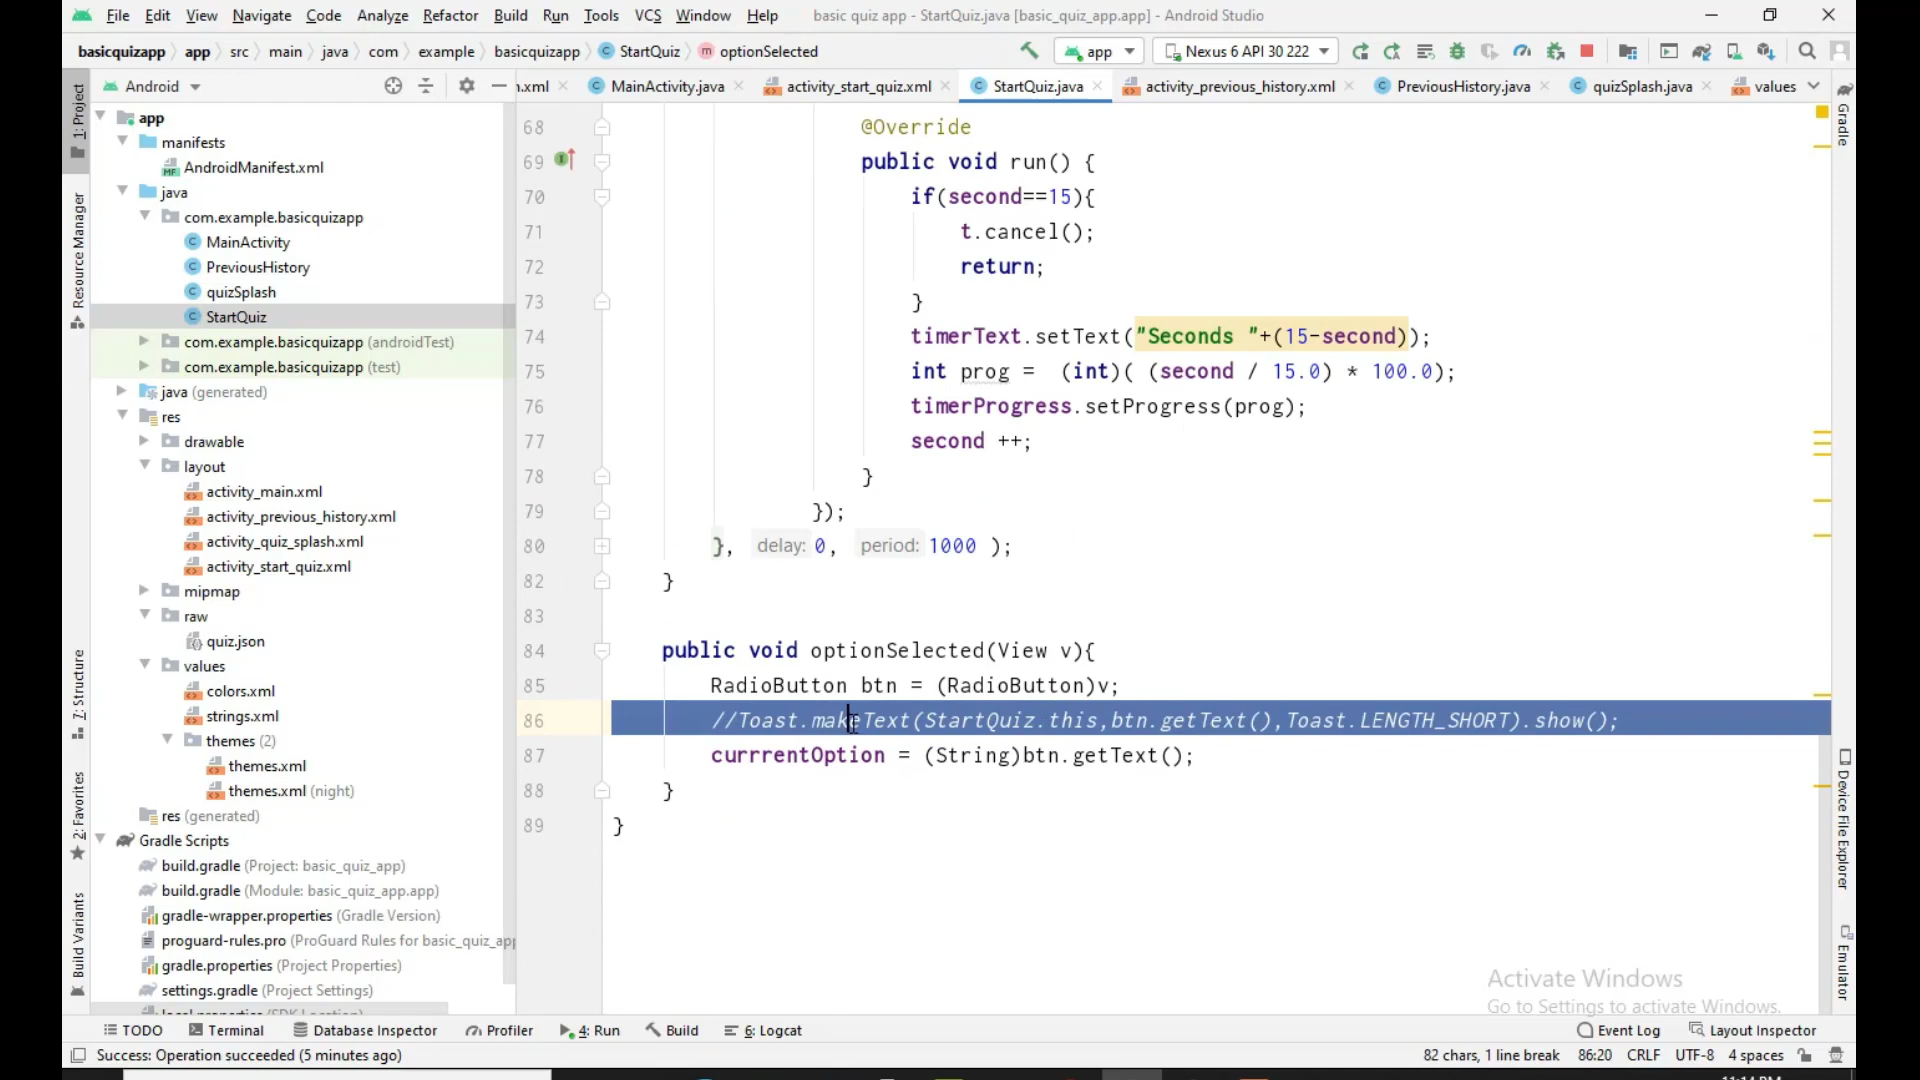 File Edit View Navigate Code Analyze Refactor Build Run Tools VCS Window Help basic quiz app - StartQuiz.java [basic_quiz_app.app] - Android Studio
basicquizapp app src main java com example basicquizapp StartQuiz optionSelected app Nexus 6 API 30 222
Android
.xml MainActivity.java activity_start_quiz.xml StartQuiz.java activity_previous_history.xml PreviousHistory.java quizSplash.java values
1: Project
Resource Manager
7: Structure
2: Favorites
Build Variants
app
manifests
AndroidManifest.xml
java
com.example.basicquizapp
MainActivity
PreviousHistory
quizSplash
StartQuiz
com.example.basicquizapp (androidTest)
com.example.basicquizapp (test)
java (generated)
res
drawable
layout
activity_main.xml
activity_previous_history.xml
activity_quiz_splash.xml
activity_start_quiz.xml
mipmap
raw
quiz.json
values
colors.xml
strings.xml
themes (2)
themes.xml
themes.xml (night)
res (generated)
Gradle Scripts
build.gradle (Project: basic_quiz_app)
build.gradle (Module: basic_quiz_app.app)
gradle-wrapper.properties (Gradle Version)
proguard-rules.pro (ProGuard Rules for basic_quiz_app
gradle.properties (Project Properties)
settings.gradle (Project Settings)
68 @Override
69 public void run() {
70 if(second==15){
71 t.cancel();
72 return;
73 }
74 timerText.setText("Seconds "+(15-second));
75 int prog = (int)( (second / 15.0) * 100.0);
76 timerProgress.setProgress(prog);
77 second ++;
78 }
79 });
80 }, delay: 0, period: 1000 );
82 }
83
84 public void optionSelected(View v){
85 RadioButton btn = (RadioButton)v;
86 //Toast.makeText(StartQuiz.this,btn.getText(),Toast.LENGTH_SHORT).show();
87 currrentOption = (String)btn.getText();
88 }
89 }
Gradle
Device File Explorer
Emulator
Activate Windows
Go to Settings to activate Windows.
TODO Terminal Database Inspector Profiler 4: Run Build 6: Logcat Event Log Layout Inspector
Success: Operation succeeded (5 minutes ago) 82 chars, 1 line break 86:20 CRLF UTF-8 4 spaces